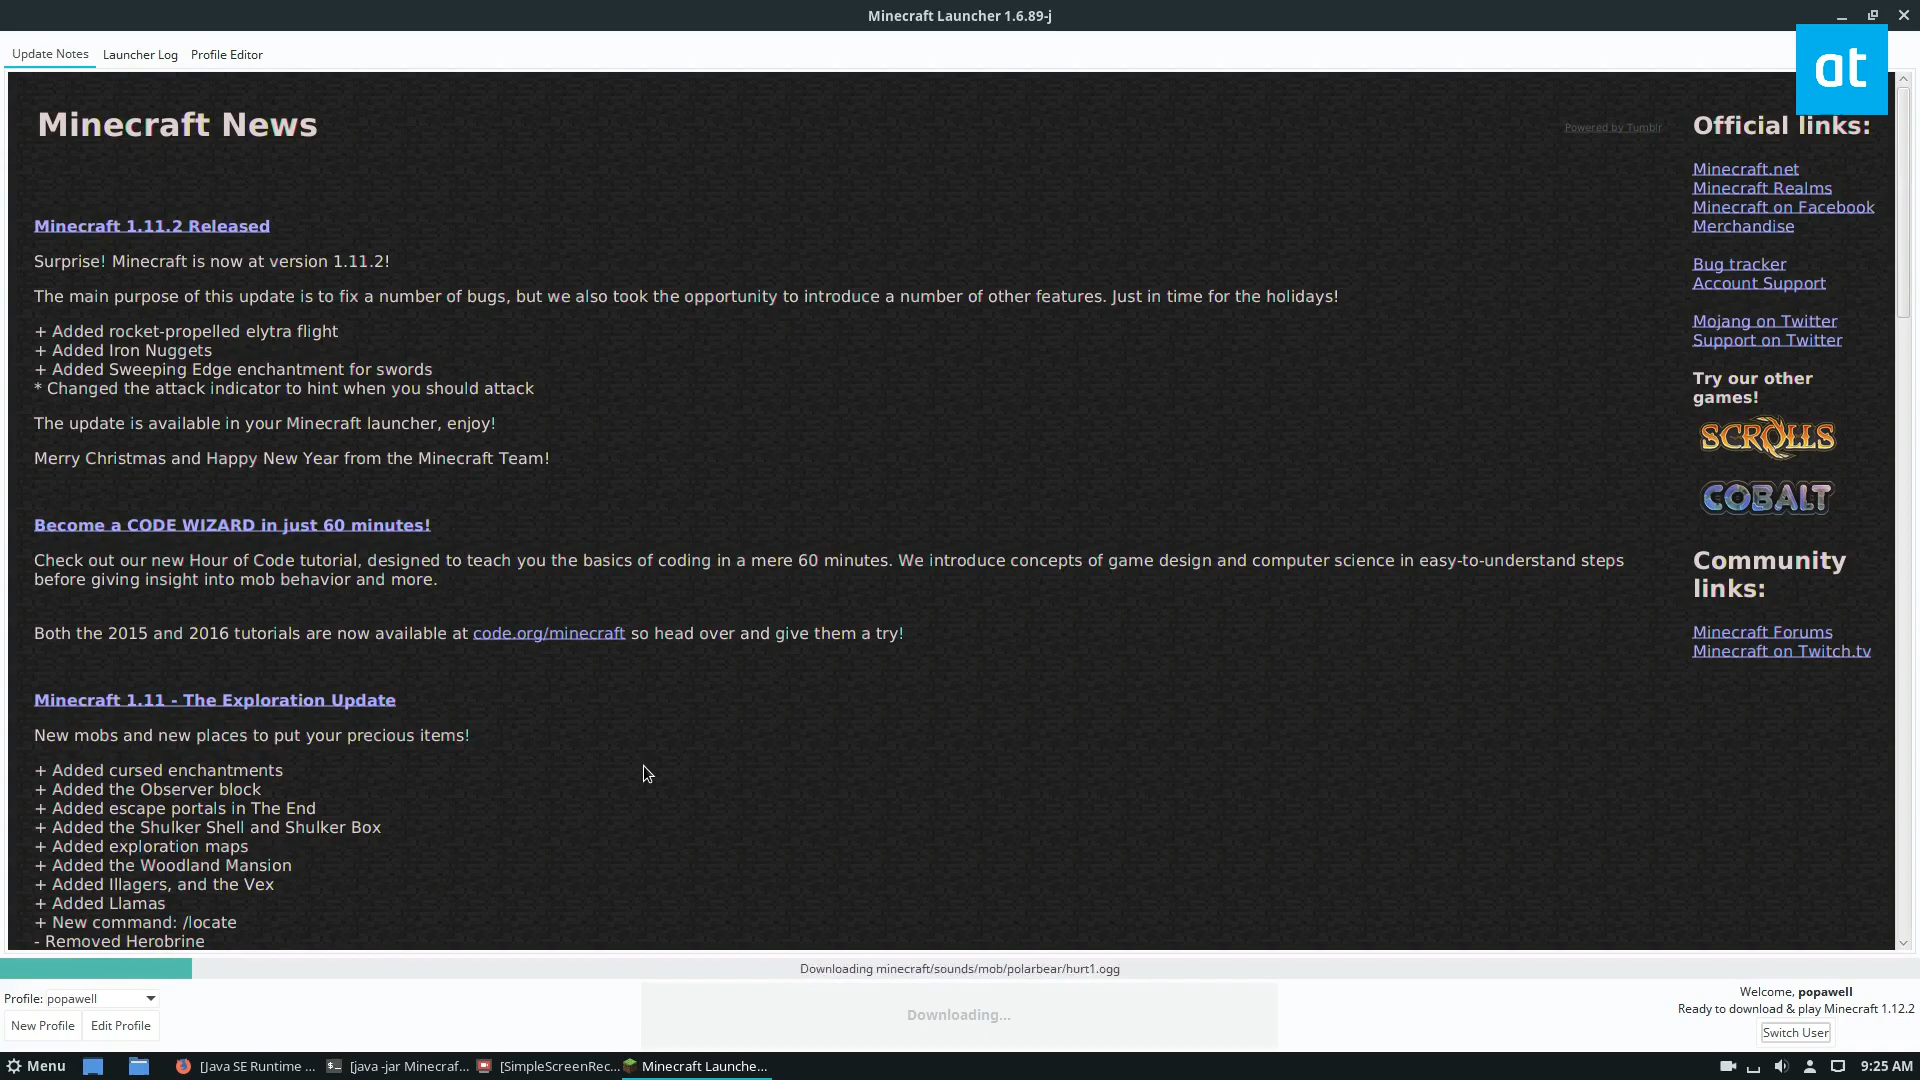 Minecraft Launcher 1.6.89-j
at
Update Notes Launcher Log Profile Editor
Minecraft News
Powered by Tumblr
Minecraft 1.11.2 Released
Surprise! Minecraft is now at version 1.11.2!
The main purpose of this update is to fix a number of bugs, but we also took the opportunity to introduce a number of other features. Just in time for the holidays!
+ Added rocket-propelled elytra flight
+ Added Iron Nuggets
+ Added Sweeping Edge enchantment for swords
* Changed the attack indicator to hint when you should attack
The update is available in your Minecraft launcher, enjoy!
Merry Christmas and Happy New Year from the Minecraft Team!
Become a CODE WIZARD in just 60 minutes!
Check out our new Hour of Code tutorial, designed to teach you the basics of coding in a mere 60 minutes. We introduce concepts of game design and computer science in easy-to-understand steps
before giving insight into mob behavior and more.
Both the 2015 and 2016 tutorials are now available at code.org/minecraft so head over and give them a try!
Minecraft 1.11 - The Exploration Update
New mobs and new places to put your precious items!
+ Added cursed enchantments
+ Added the Observer block
+ Added escape portals in The End
+ Added the Shulker Shell and Shulker Box
+ Added exploration maps
+ Added the Woodland Mansion
+ Added Illagers, and the Vex
+ Added Llamas
+ New command: /locate
- Removed Herobrine
Official links:
Minecraft.net
Minecraft Realms
Minecraft on Facebook
Merchandise
Bug tracker
Account Support
Mojang on Twitter
Support on Twitter
Try our other
games!
SCROLLS
COBALT
Community
links:
Minecraft Forums
Minecraft on Twitch.tv
Downloading minecraft/sounds/mob/polarbear/hurt1.ogg
Profile: popawell
New Profile Edit Profile
Downloading...
Welcome, popawell
Ready to download & play Minecraft 1.12.2
Switch User
Menu [Java SE Runtime ... [java -jar Minecraf... [SimpleScreenRec... Minecraft Launche... 9:25 AM